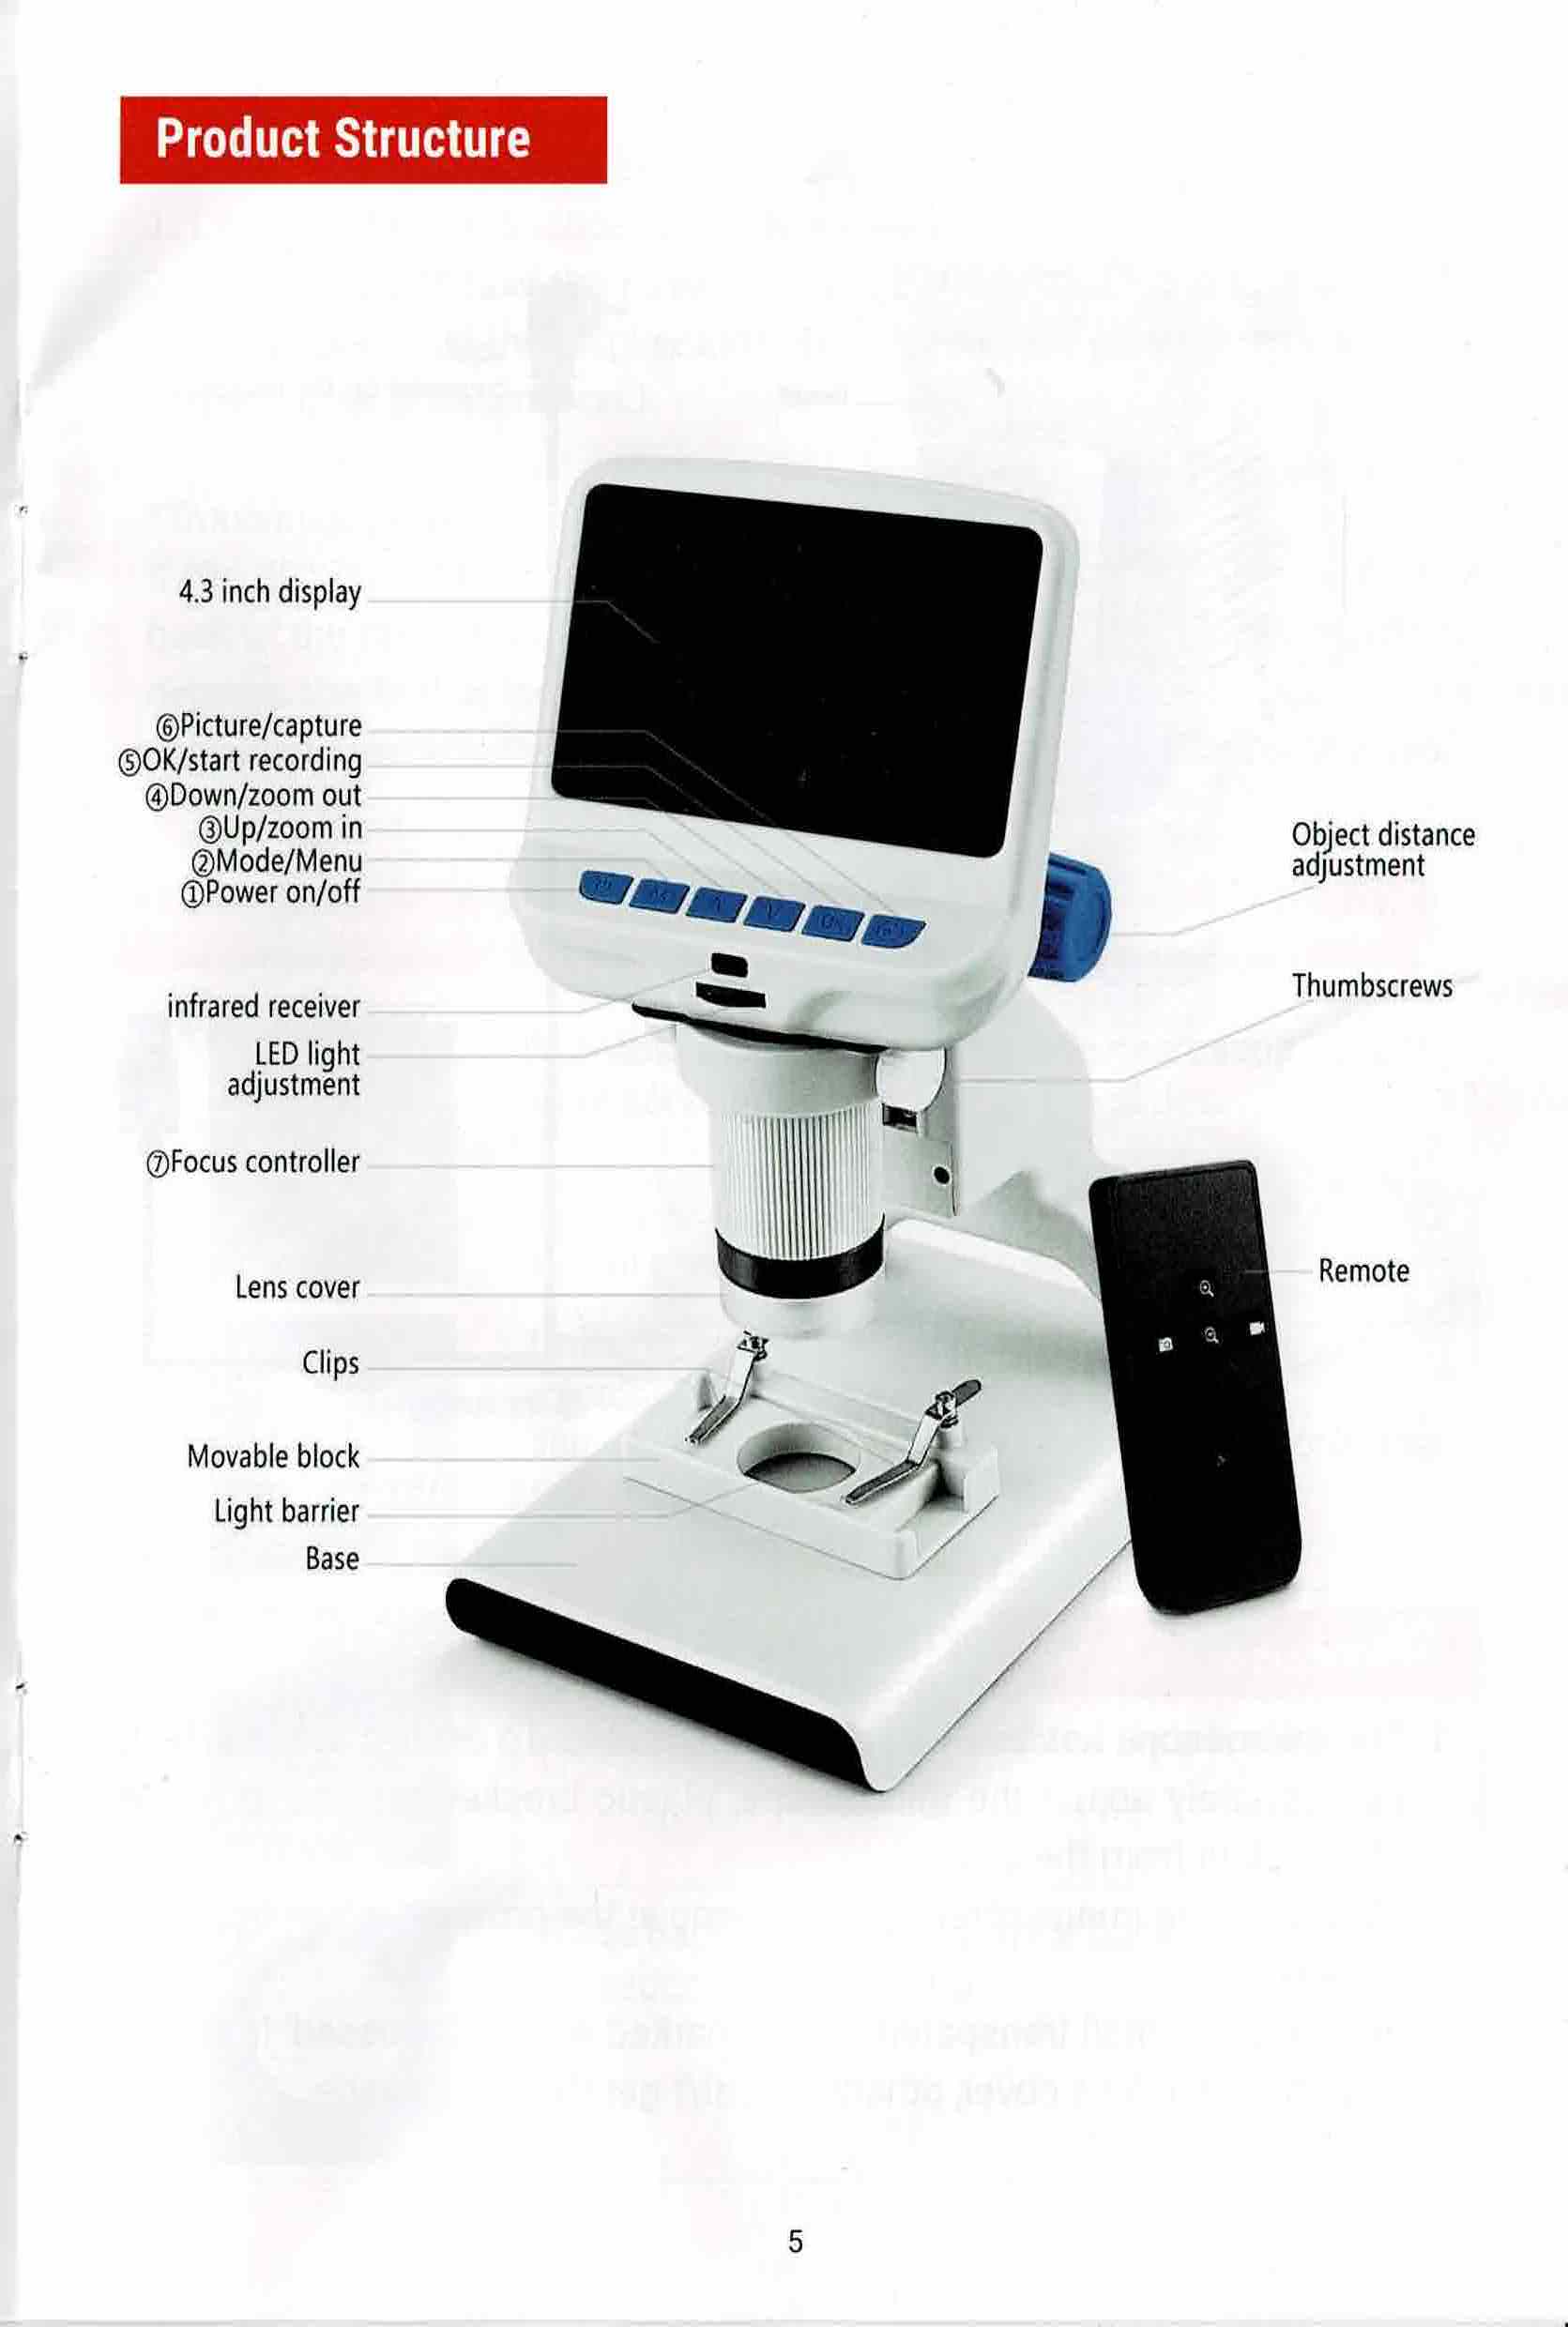 Product Structure
4.3 inch display
⑥Picture/capture
⑤OK/start recording
④Down/zoom out
③Up/zoom in
②Mode/Menu
①Power on/off
infrared receiver
LED light
adjustment
⑦Focus controller
Lens cover
Clips
Movable block
Light barrier
Base
Object distance
adjustment
Thumbscrews
Remote
OK
5